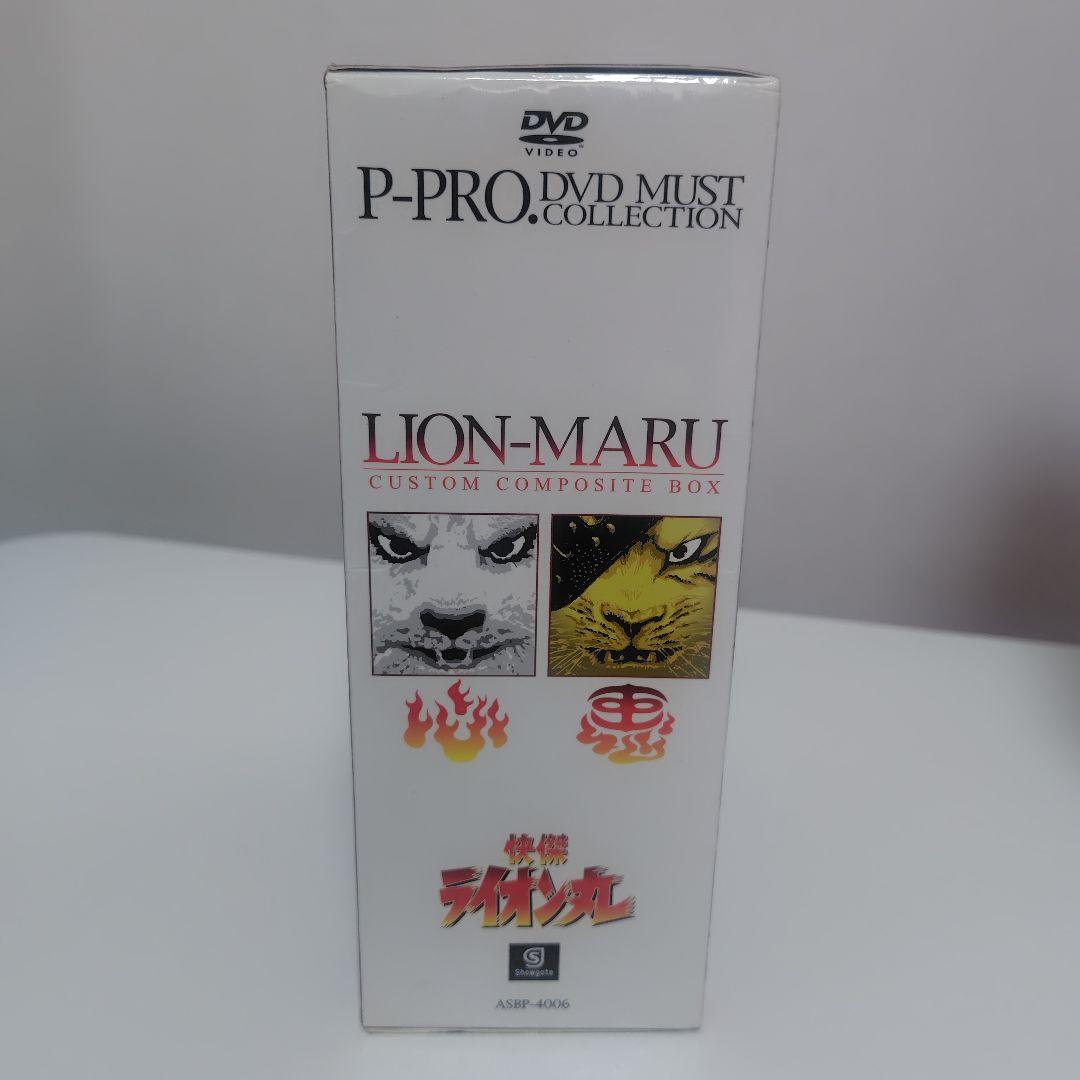 DVD
VIDEO™
P-PRO. DVD MUST
COLLECTION
LION-MARU
CUSTOM COMPOSITE BOX
快傑
ライオン丸
Showgate
ASBP-4006